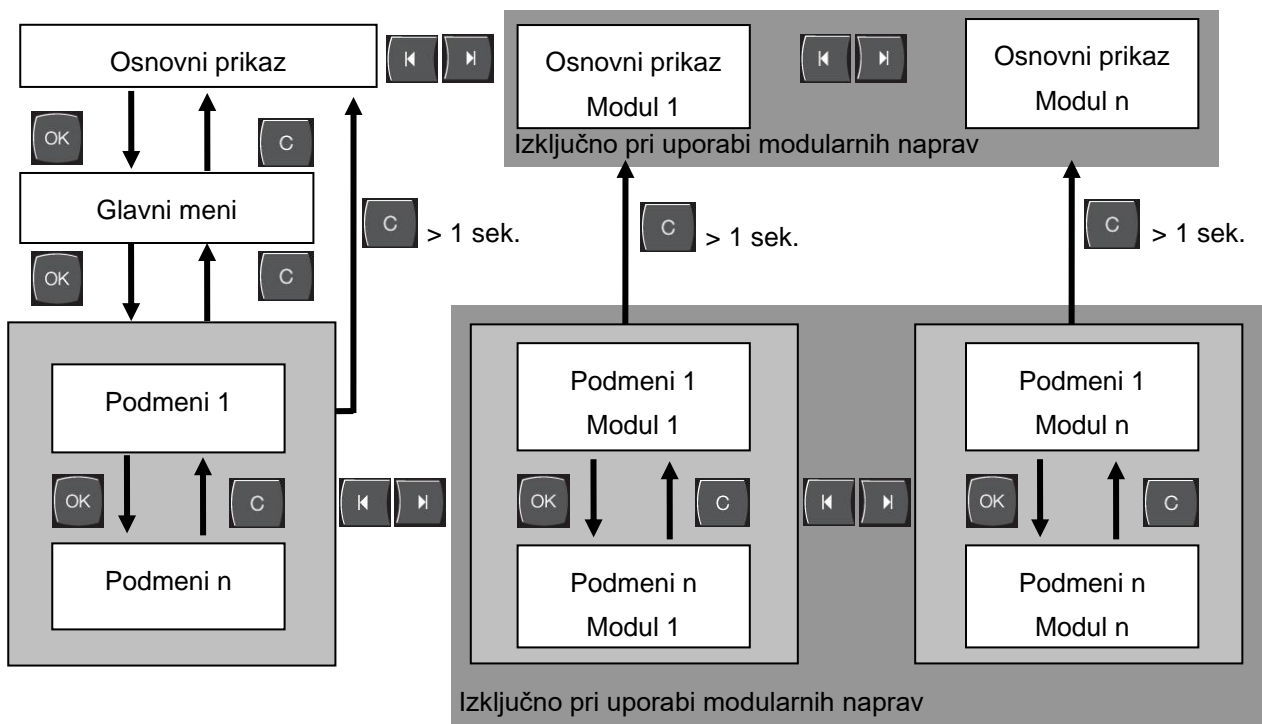 Osnovni prikaz
Osnovni prikaz
Modul 1
Osnovni prikaz
Modul n
Izključno pri uporabi modularnih naprav
OK
C
Glavni meni
C
> 1 sek.
C
> 1 sek.
C
> 1 sek.
OK
C
Podmeni 1
OK
C
Podmeni n
Podmeni 1
Modul 1
OK
C
Podmeni n
Modul 1
Podmeni 1
Modul n
OK
C
Podmeni n
Modul n
Izključno pri uporabi modularnih naprav